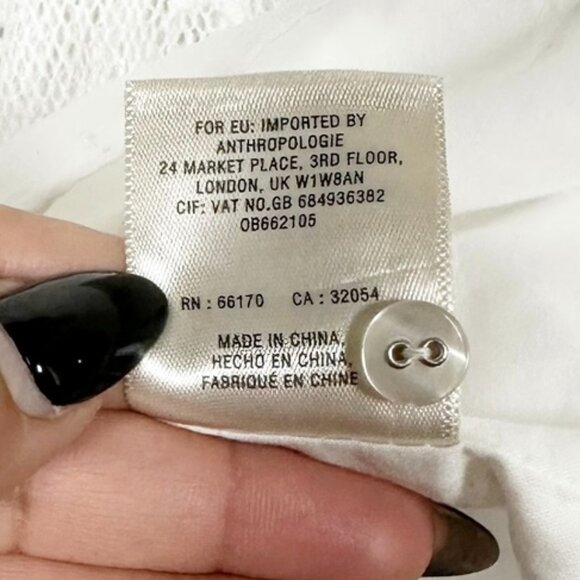 FOR EU: IMPORTED BY
ANTHROPOLOGIE
24 MARKET PLACE, 3RD FLOOR,
LONDON, UK W1W8AN
CIF: VAT NO.GB 684936382
OB662105
RN : 66170 CA : 32054
MADE IN CHINA,
HECHO EN CHINA,
FABRIQUÉ EN CHINE